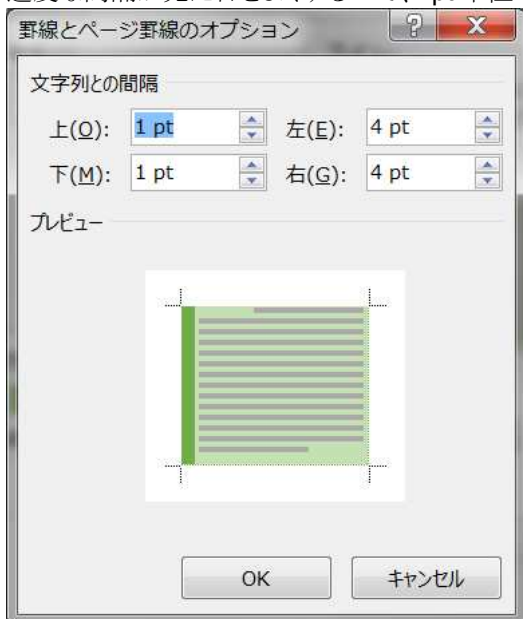 罫線とページ罫線のオプション
文字列との間隔
上(O): 1 pt 左(E): 4 pt
下(M): 1 pt 右(G): 4 pt
プレビュー
OK キャンセル